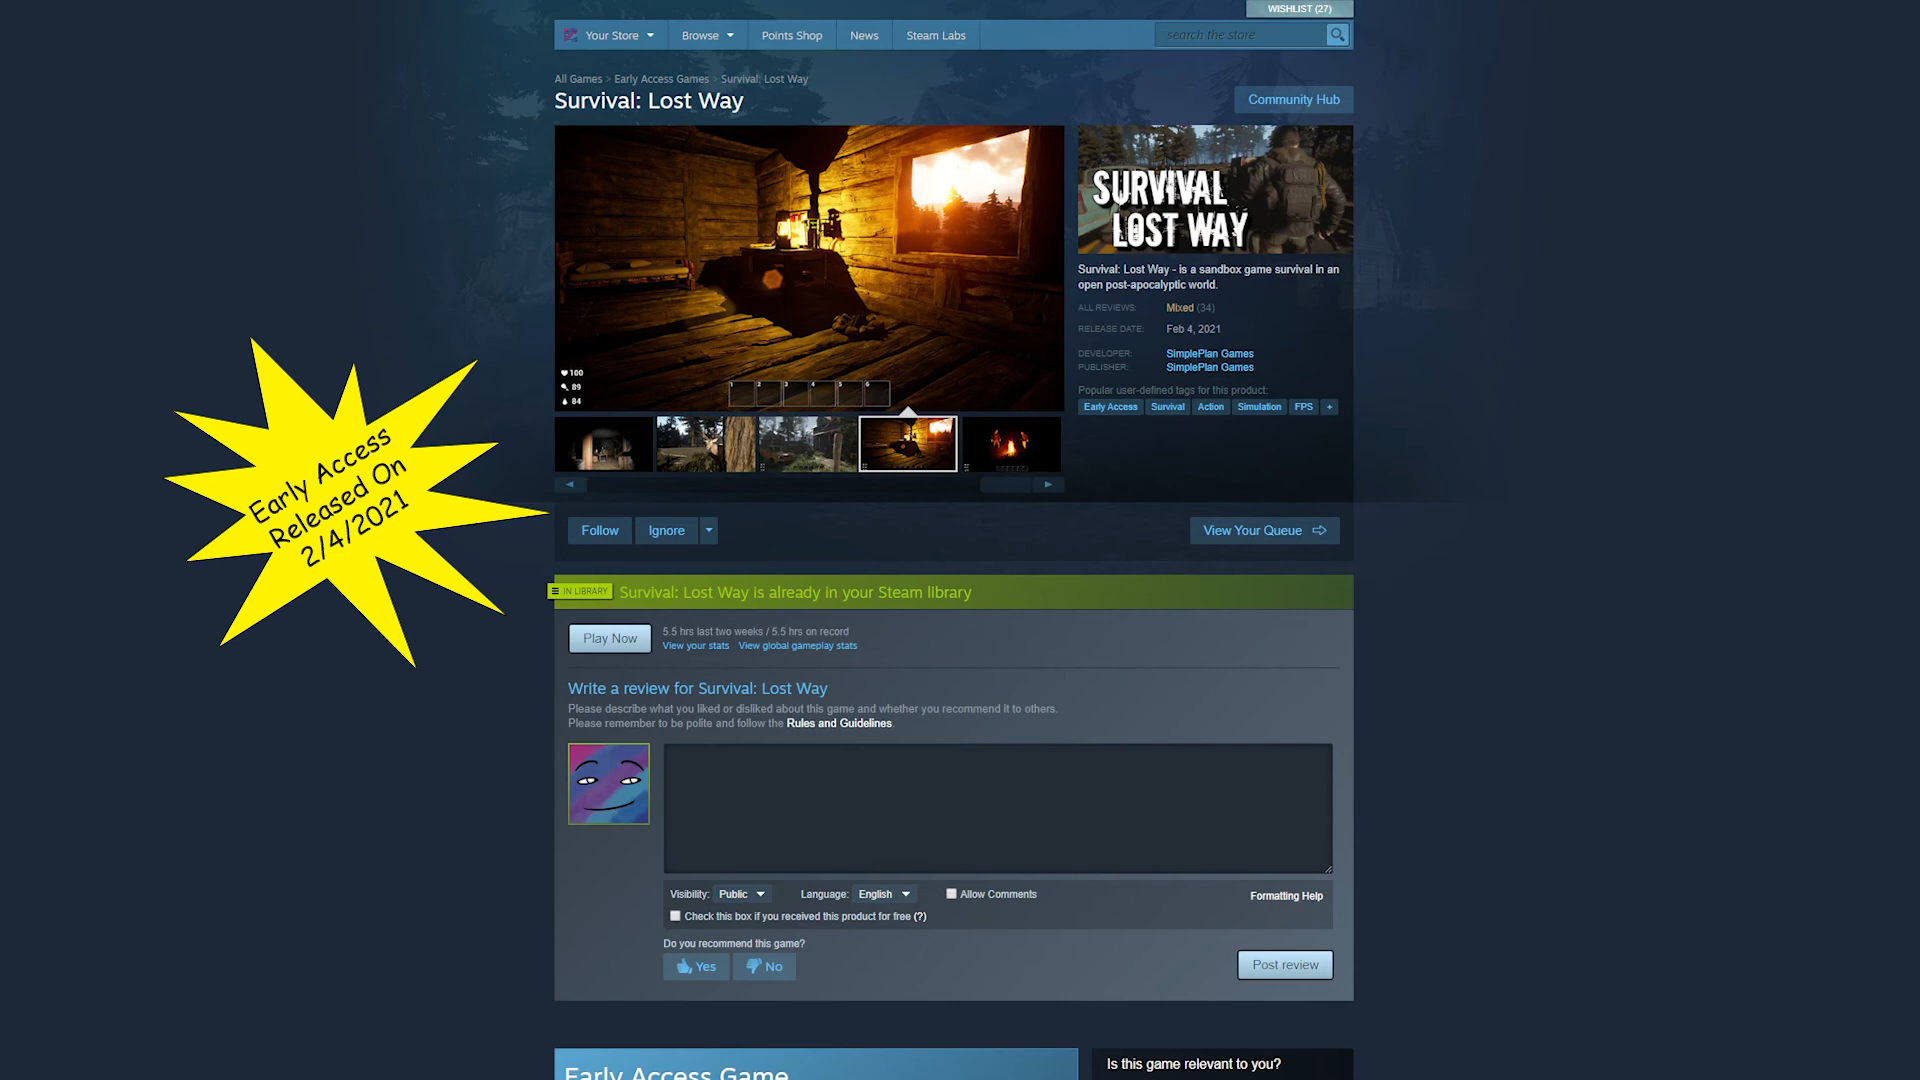 WISHLIST (27)
Your Store
Browse
Points Shop
News
Steam Labs
search the store
All Games > Early Access Games > Survival: Lost Way
Survival: Lost Way
Community Hub
SURVIVAL
LOST WAY
Survival: Lost Way - is a sandbox game survival in an
open post-apocalyptic world.
ALL REVIEWS: Mixed (34)
RELEASE DATE: Feb 4, 2021
DEVELOPER: SimplePlan Games
PUBLISHER: SimplePlan Games
Popular user-defined tags for this product:
Early Access Survival Action Simulation FPS +
100
89
84
1 2 3 4 5 6
Early Access
Released On
2/4/2021
Follow
Ignore
View Your Queue
IN LIBRARY
Survival: Lost Way is already in your Steam library
Play Now
5.5 hrs last two weeks / 5.5 hrs on record
View your stats View global gameplay stats
Write a review for Survival: Lost Way
Please describe what you liked or disliked about this game and whether you recommend it to others.
Please remember to be polite and follow the Rules and Guidelines.
Visibility: Public Language: English Allow Comments Formatting Help
Check this box if you received this product for free (?)
Do you recommend this game?
Yes
No
Post review
Early Access Game
Is this game relevant to you?